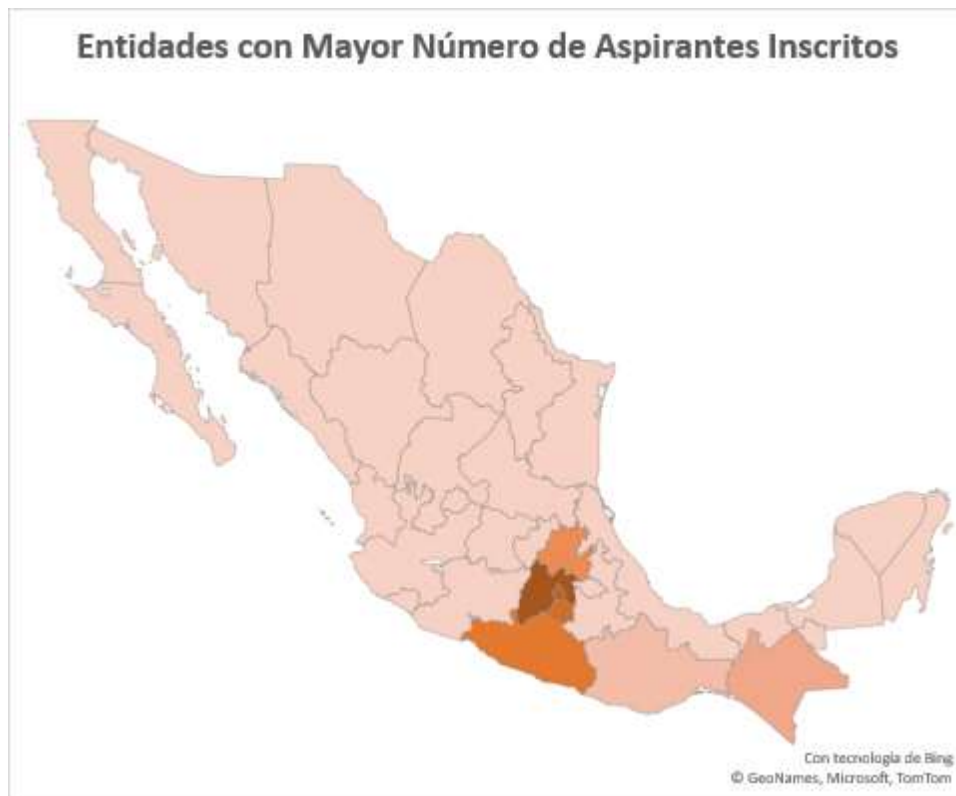 Entidades con Mayor Número de Aspirantes Inscritos
Con tecnología de Bing
© GeoNames, Microsoft, TomTom